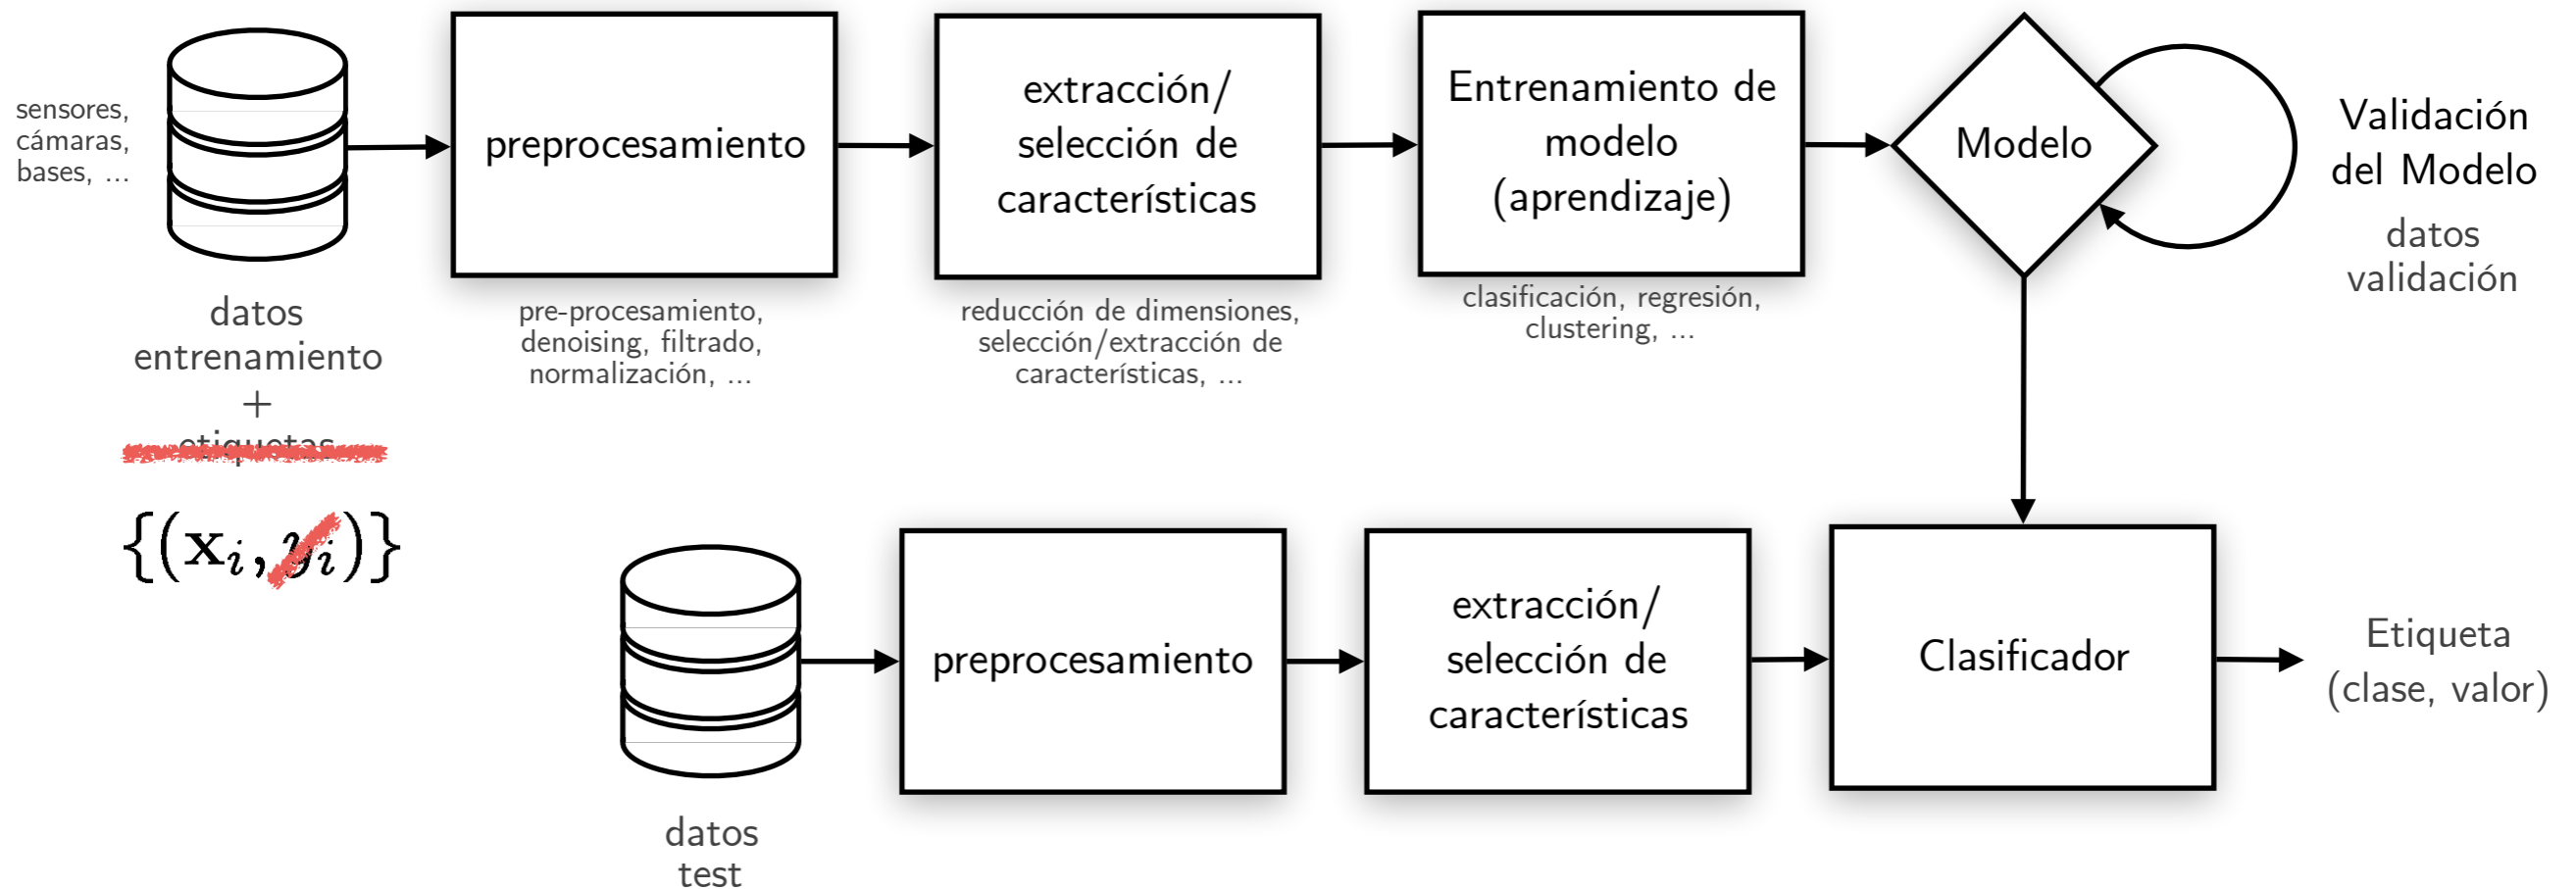 sensores,
cámaras,
bases, ...
datos
entrenamiento
+
etiquetas
{(x_i, y_i)}
preprocesamiento
pre-procesamiento,
denoising, filtrado,
normalización, ...
extracción/
selección de
características
reducción de dimensiones,
selección/extracción de
características, ...
Entrenamiento de
modelo
(aprendizaje)
clasificación, regresión,
clustering, ...
Modelo
Validación
del Modelo
datos
validación
datos
test
preprocesamiento
extracción/
selección de
características
Clasificador
Etiqueta
(clase, valor)